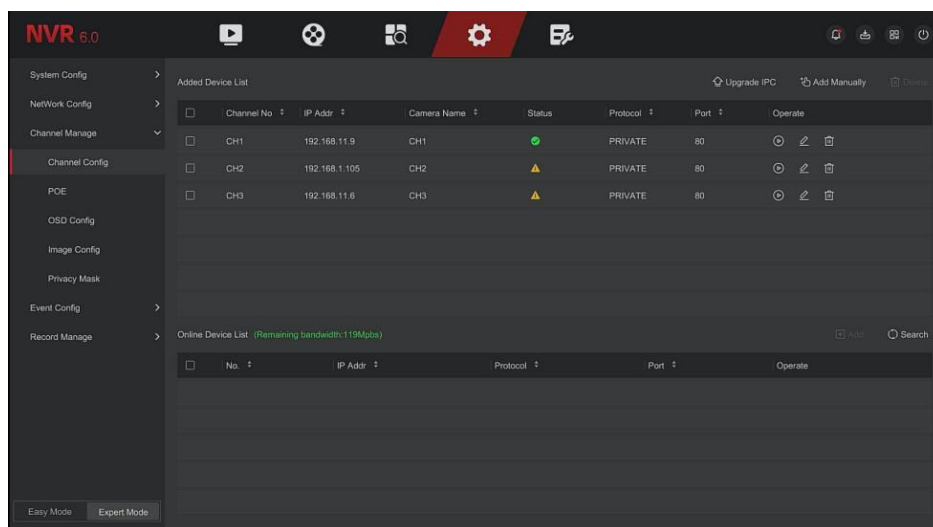 NVR 6.0
System Config
NetWork Config
Channel Manage
Channel Config
POE
OSD Config
Image Config
Privacy Mask
Event Config
Record Manage
Easy Mode Expert Mode
Added Device List Upgrade IPC Add Manually Delete
Channel No IP Addr Camera Name Status Protocol Port Operate
CH1 192.168.11.9 CH1 PRIVATE 80
CH2 192.168.1.105 CH2 PRIVATE 80
CH3 192.168.11.6 CH3 PRIVATE 80
Online Device List (Remaining bandwidth:119Mpbs) Add Search
No. IP Addr Protocol Port Operate